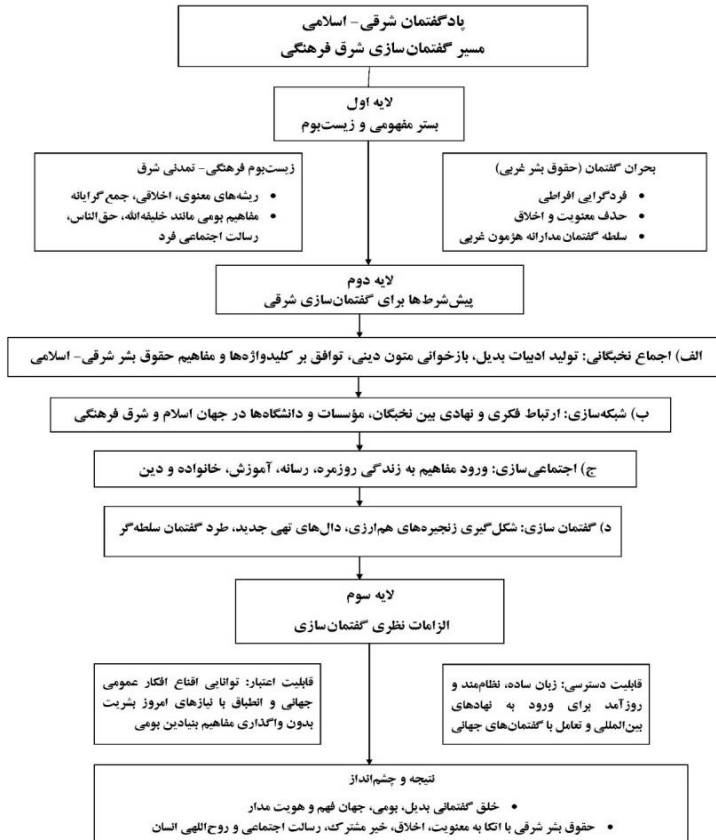 پادگفتمان شرقی- اسلامی
مسیر گفتمان‌سازی شرق فرهنگی
لایه اول
بستر مفهومی و زیست‌بوم
بحران گفتمان (حقوق بشر غربی)
• فردگرایی افراطی
• حذف معنویت و اخلاق
• سلطه گفتمان‌مدارانه هژمون غربی
زیست‌بوم فرهنگی- تمدنی شرق
• ریشه‌های معنوی، اخلاقی، جمع‌گرایانه
• مفاهیم بومی مانند خلیفه‌الله، حق‌الناس،
رسالت اجتماعی فرد
لایه دوم
پیش‌شرط‌ها برای گفتمان‌سازی شرقی
الف) اجماع نخبگانی: تولید ادبیات بدیل، بازخوانی متون دینی، توافق بر کلیدواژه‌ها و مفاهیم حقوق بشر شرقی- اسلامی
ب) شبکه‌سازی: ارتباط فکری و نهادی بین نخبگان، مؤسسات و دانشگاه‌ها در جهان اسلام و شرق فرهنگی
ج) اجتماعی‌سازی: ورود مفاهیم به زندگی روزمره، رسانه، آموزش، خانواده و دین
د) گفتمان سازی: شکل‌گیری زنجیره‌های هم‌ارزی، دال‌های تهی جدید، طرد گفتمان سلطه‌گر
لایه سوم
الزامات نظری گفتمان‌سازی
قابلیت دسترسی: زبان ساده، نظام‌مند و
روزآمد برای ورود به نهادهای
بین‌المللی و تعامل با گفتمان‌های جهانی
قابلیت اعتبار: توانایی اقناع افکار عمومی
جهانی و انطباق با نیازهای امروز بشریت
بدون واگذاری مفاهیم بنیادین بومی
نتیجه و چشم‌انداز
• خلق گفتمانی بدیل، بومی، جهان فهم و هویت مدار
• حقوق بشر شرقی با اتکا به معنویت، اخلاق، خیر مشترک، رسالت اجتماعی و روح‌اللهی انسان